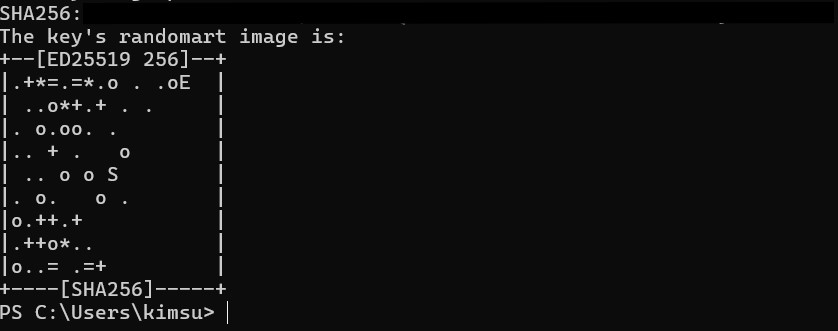 SHA256:
The key's randomart image is:
+--[ED25519 256]--+
|.+*=.=*.o . .oE  |
| ..o*+.+ . .     |
|. o.oo. .        |
|.. + .   o       |
| .. o o S        |
|. o.   o .       |
|o.++.+           |
|.++o*..          |
|o..= .=+         |
+----[SHA256]-----+
PS C:\Users\kimsu>